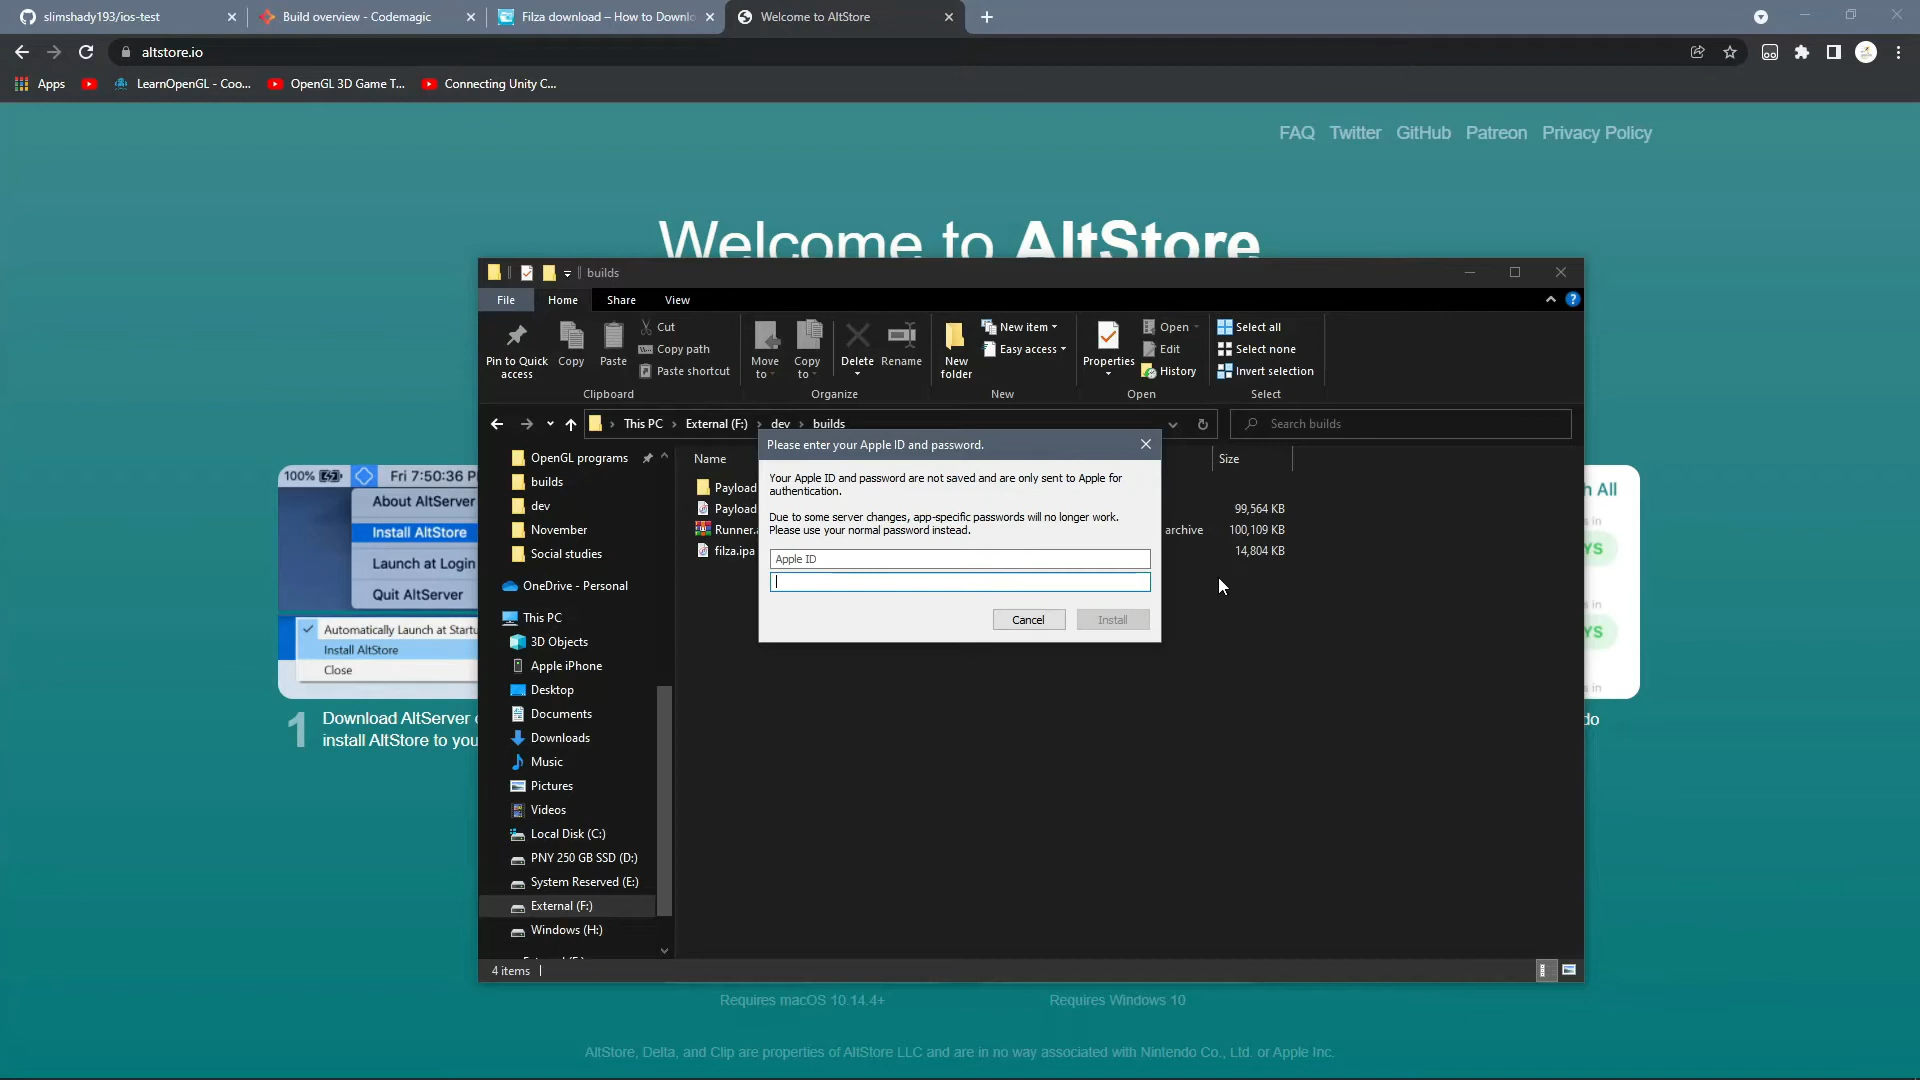 slimshady193/ios-test
Build overview - Codemagic
Filza download – How to Downlo
Welcome to AltStore
altstore.io
Apps
LearnOpenGL - Coo...
OpenGL 3D Game T...
Connecting Unity C...
FAQ
Twitter
GitHub
Patreon
Privacy Policy
Welcome to AltStore
builds
File
Home
Share
View
Pin to Quick
access
Copy
Paste
Cut
Copy path
Paste shortcut
Clipboard
Move
to
Copy
to
Delete
Rename
Organize
New
folder
New item
Easy access
New
Properties
Open
Edit
History
Open
Select all
Select none
Invert selection
Select
This PC
External (F:)
dev
builds
Search builds
OpenGL programs
builds
dev
November
Social studies
OneDrive - Personal
This PC
3D Objects
Apple iPhone
Desktop
Documents
Downloads
Music
Pictures
Videos
Local Disk (C:)
PNY 250 GB SSD (D:)
System Reserved (E:)
External (F:)
Windows (H:)
Name
Size
Payload
Payload
99,564 KB
Runner.
archive
100,109 KB
filza.ipa
14,804 KB
Please enter your Apple ID and password.
Your Apple ID and password are not saved and are only sent to Apple for
authentication.
Due to some server changes, app-specific passwords will no longer work.
Please use your normal password instead.
Apple ID
Cancel
Install
4 items
100%
Fri 7:50:36 P
About AltServer
Install AltStore
Launch at Login
Quit AltServer
Automatically Launch at Startu
Install AltStore
Close
1
Download AltServer
install AltStore to you
h All
s in
YS
s in
YS
s in
do
Requires macOS 10.14.4+
Requires Windows 10
AltStore, Delta, and Clip are properties of AltStore LLC and are in no way associated with Nintendo Co., Ltd. or Apple Inc.